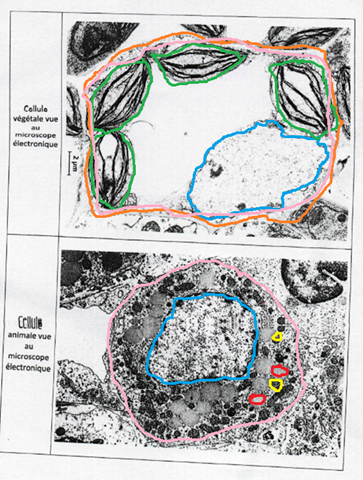 Cellule
végétale vue
au
microscope
électronique
2 µm
Cellule
animale vue
au
microscope
électronique